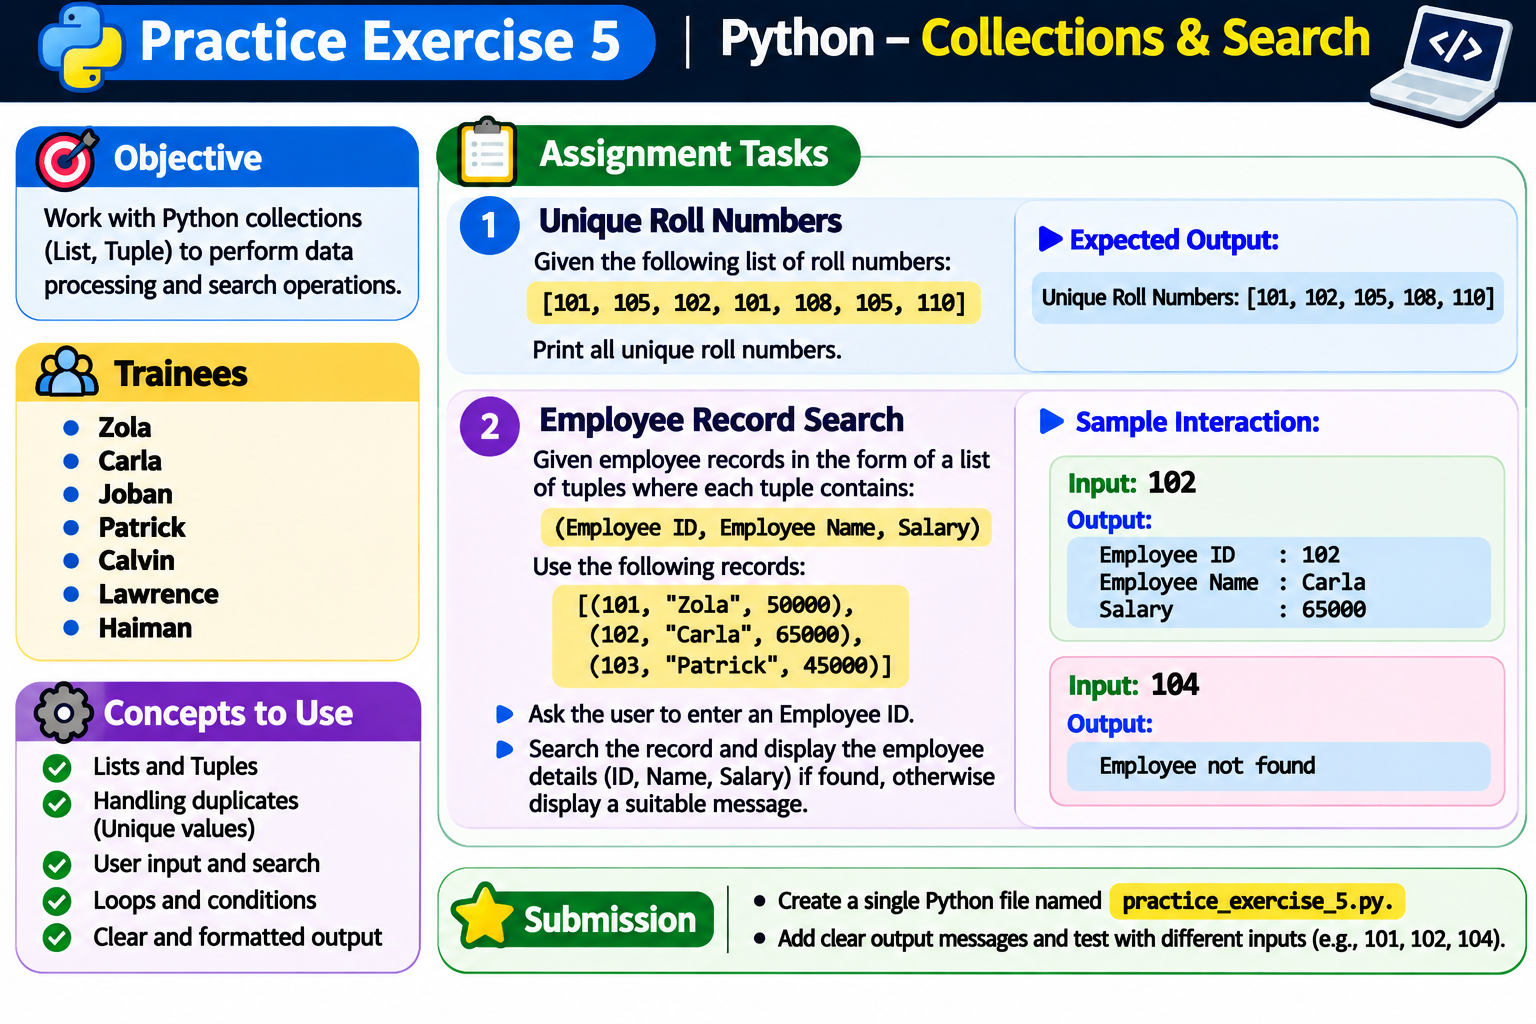 Practice Exercise 5 | Python – Collections & Search
</>
Objective
Work with Python collections
(List, Tuple) to perform data
processing and search operations.
Trainees
Zola
Carla
Joban
Patrick
Calvin
Lawrence
Haiman
Concepts to Use
Lists and Tuples
Handling duplicates
(Unique values)
User input and search
Loops and conditions
Clear and formatted output
Assignment Tasks
1 Unique Roll Numbers
Given the following list of roll numbers:
[101, 105, 102, 101, 108, 105, 110]
Print all unique roll numbers.
Expected Output:
Unique Roll Numbers: [101, 102, 105, 108, 110]
2 Employee Record Search
Given employee records in the form of a list
of tuples where each tuple contains:
(Employee ID, Employee Name, Salary)
Use the following records:
[(101, "Zola", 50000),
(102, "Carla", 65000),
(103, "Patrick", 45000)]
Ask the user to enter an Employee ID.
Search the record and display the employee
details (ID, Name, Salary) if found, otherwise
display a suitable message.
Sample Interaction:
Input: 102
Output:
Employee ID : 102
Employee Name : Carla
Salary : 65000
Input: 104
Output:
Employee not found
Submission
• Create a single Python file named practice_exercise_5.py.
• Add clear output messages and test with different inputs (e.g., 101, 102, 104).